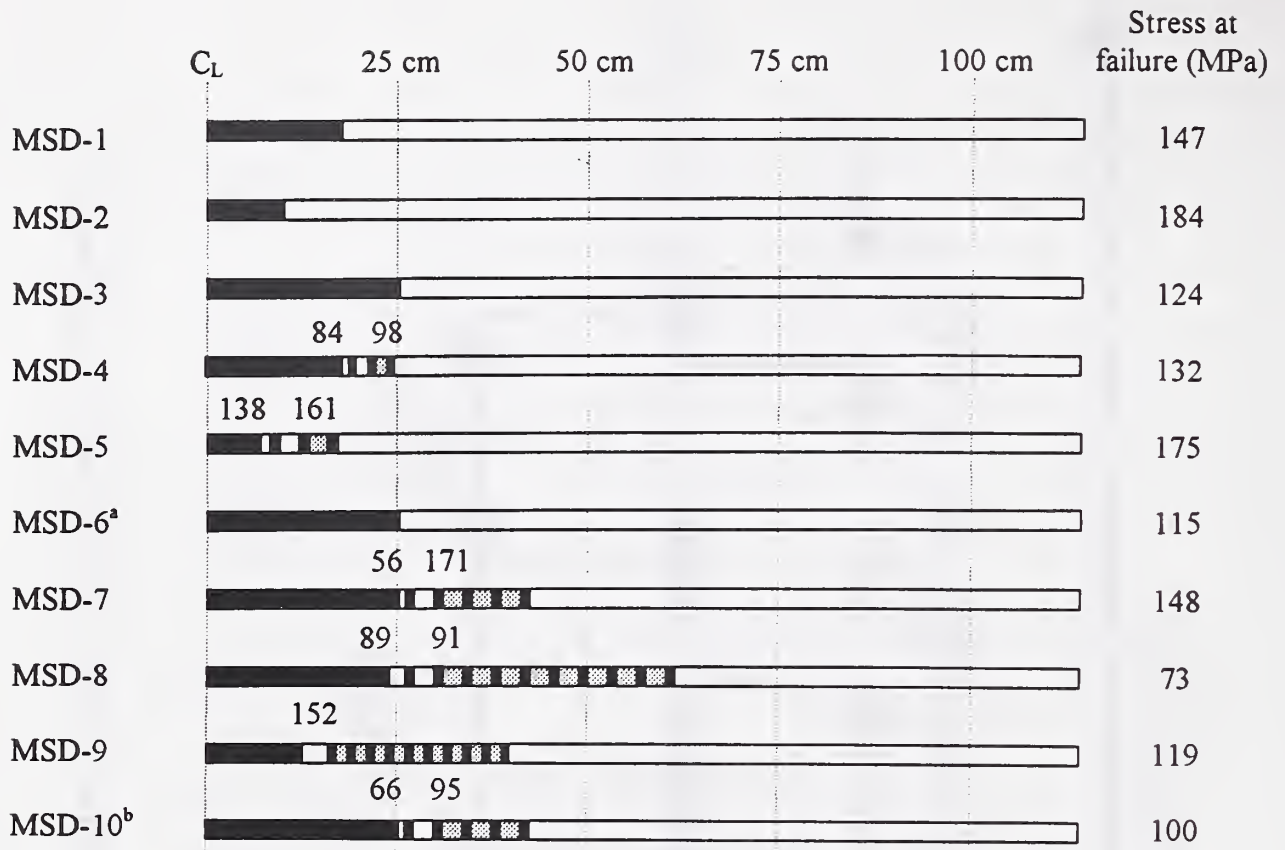 Stress at
failure (MPa)
C_L 25 cm 50 cm 75 cm 100 cm
MSD-1 147
MSD-2 184
MSD-3 124
84 98
MSD-4 132
138 161
MSD-5 175
MSD-6ᵃ 115
56 171
MSD-7 148
89 91
MSD-8 73
152
MSD-9 119
66 95
MSD-10ᵇ 100